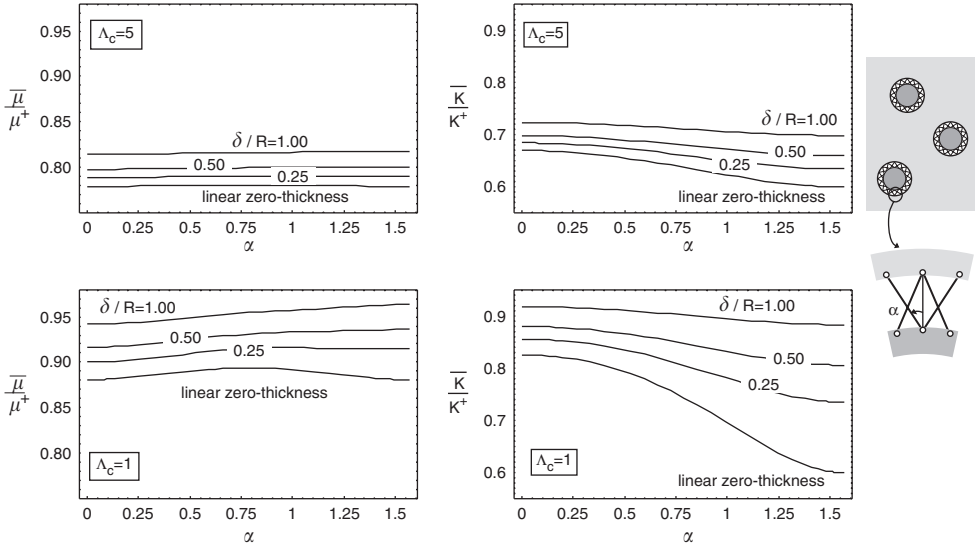 0.95
0.90
0.85
0.80
μ̅
μ⁺
Λc=5
δ / R=1.00
0.50
0.25
linear zero-thickness
0 0.25 0.5 0.75 1 1.25 1.5
α
0.9
0.8
0.7
0.6
K̅
K⁺
Λc=5
δ / R=1.00
0.50
0.25
linear zero-thickness
0 0.25 0.5 0.75 1 1.25 1.5
α
0.95
0.90
0.85
0.80
μ̅
μ⁺
δ / R=1.00
0.50
0.25
linear zero-thickness
Λc=1
0 0.25 0.5 0.75 1 1.25 1.5
α
0.9
0.8
0.7
0.6
K̅
K⁺
δ / R=1.00
0.50
0.25
Λc=1
linear zero-thickness
0 0.25 0.5 0.75 1 1.25 1.5
α
α